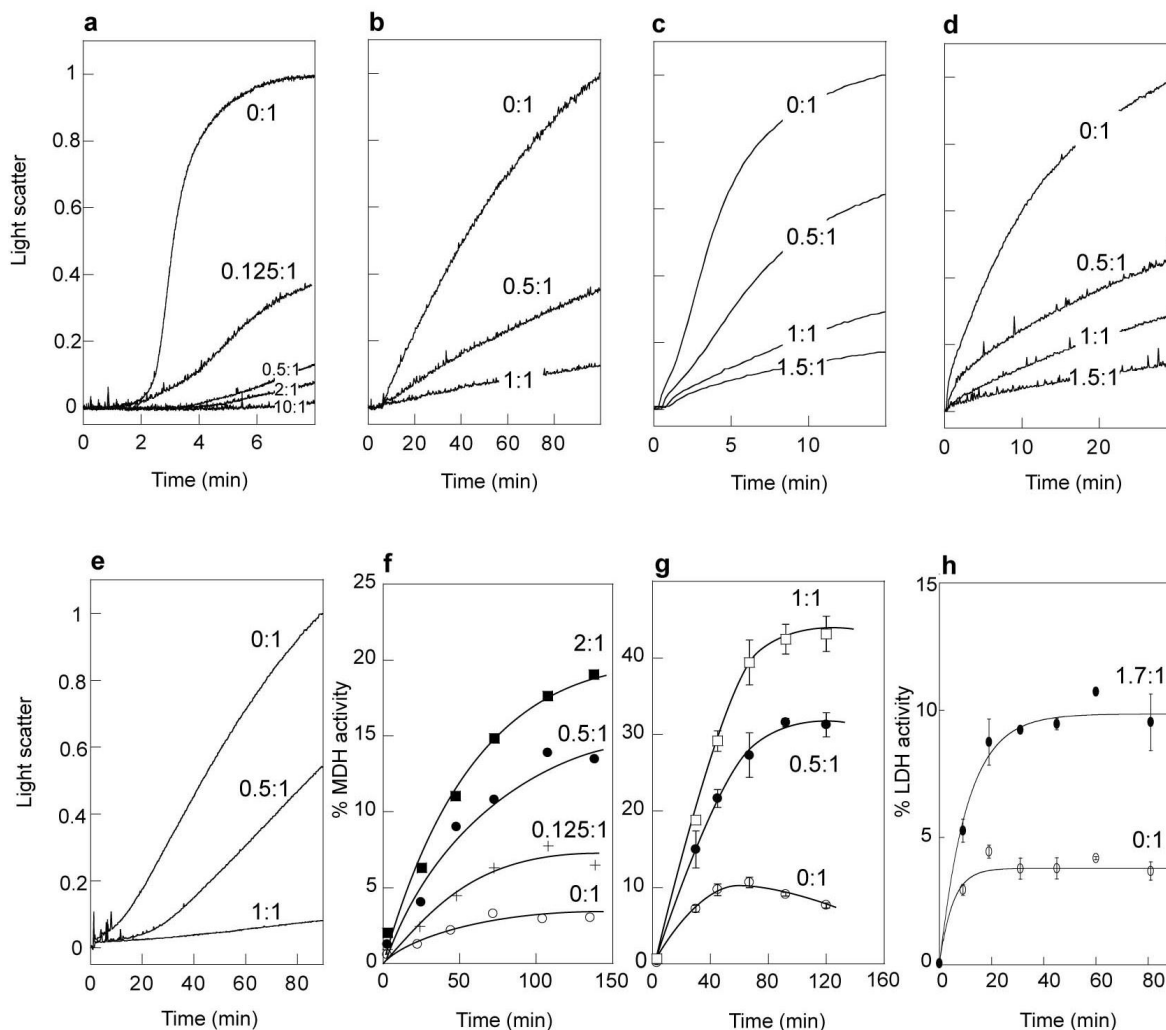 a
b
c
d
Light scatter
1
0.8
0.6
0.4
0.2
0
0:1
0.125:1
0.5:1
2:1
10:1
0 2 4 6
Time (min)
0:1
0.5:1
1:1
0 20 40 60 80
Time (min)
0:1
0.5:1
1:1
1.5:1
0 5 10
Time (min)
0:1
0.5:1
1:1
1.5:1
0 10 20
Time (min)
e
f
g
h
Light scatter
1
0.8
0.6
0.4
0.2
0
0:1
0.5:1
1:1
0 20 40 60 80
Time (min)
% MDH activity
25
20
15
10
5
0
2:1
0.5:1
0.125:1
0:1
0 50 100 150
Time (min)
40
30
20
10
0
1:1
0.5:1
0:1
0 40 80 120 160
Time (min)
% LDH activity
15
10
5
0
1.7:1
0:1
0 20 40 60 80
Time (min)